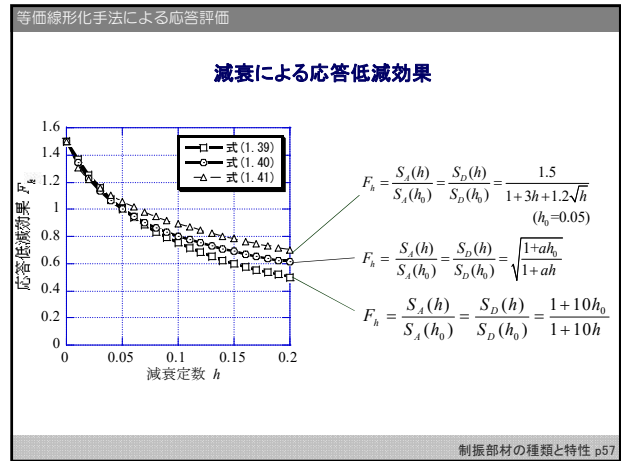 等価線形化手法による応答評価
減衰による応答低減効果
1.6
1.4
1.2
1.0
0.8
0.6
0.4
0.2
0
応答低減効果 F_h
式(1.39)
式(1.40)
式(1.41)
0 0.05 0.1 0.15 0.2
減衰定数 h
F_h = S_A(h)/S_A(h_0) = S_D(h)/S_D(h_0) = 1.5/(1+3h+1.2√h)
(h_0=0.05)
F_h = S_A(h)/S_A(h_0) = S_D(h)/S_D(h_0) = √((1+ah_0)/(1+ah))
F_h = S_A(h)/S_A(h_0) = S_D(h)/S_D(h_0) = (1+10h_0)/(1+10h)
制振部材の種類と特性 p57